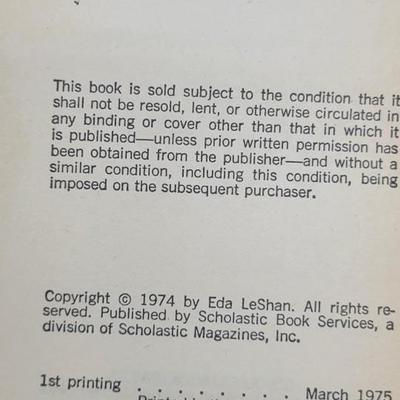 This book is sold subject to the condition that it
shall not be resold, lent, or otherwise circulated in
any binding or cover other than that in which it
is published—unless prior written permission has
been obtained from the publisher—and without a
similar condition, including this condition, being
imposed on the subsequent purchaser.
Copyright © 1974 by Eda LeShan. All rights re-
served. Published by Scholastic Book Services, a
division of Scholastic Magazines, Inc.
1st printing . . . . . . . . March 1975